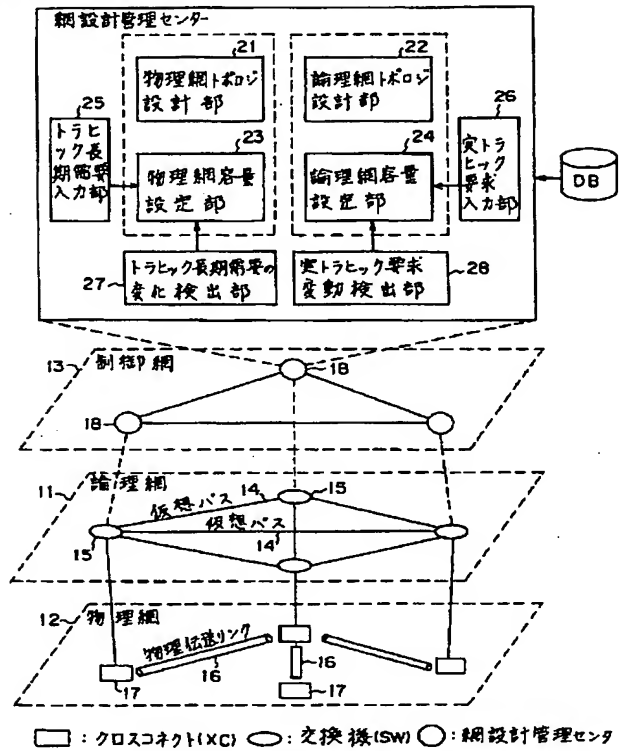 網設計管理センター
21
物理網トポロジ
設計部
22
論理網トポロジ
設計部
25
トラヒ
ック長
期需要
入力部
23
物理網容量
設定部
24
論理網容量
設定部
26
実トラ
ヒック
要求
入力部
DB
27
トラヒック長期需要の
変化検出部
実トラヒック要求
変動検出部
28
13
制御網
18
18
11
論理網
14
15
仮想パス
仮想パス
15
14
12
物理網
物理伝送リンク
16
16
17
17
:クロスコネクト(XC)
:交換機(SW)
:網設計管理センタ